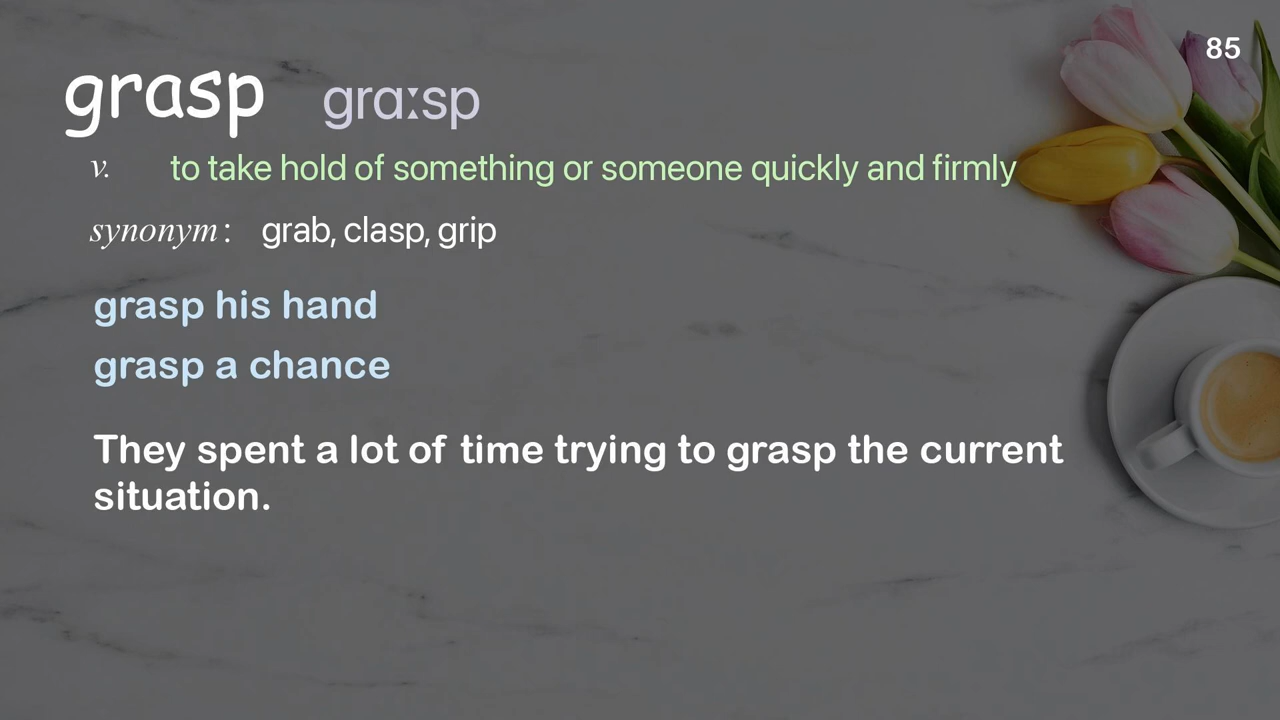 85
grasp grɑːsp
v. to take hold of something or someone quickly and firmly
synonym: grab, clasp, grip
grasp his hand
grasp a chance
They spent a lot of time trying to grasp the current
situation.